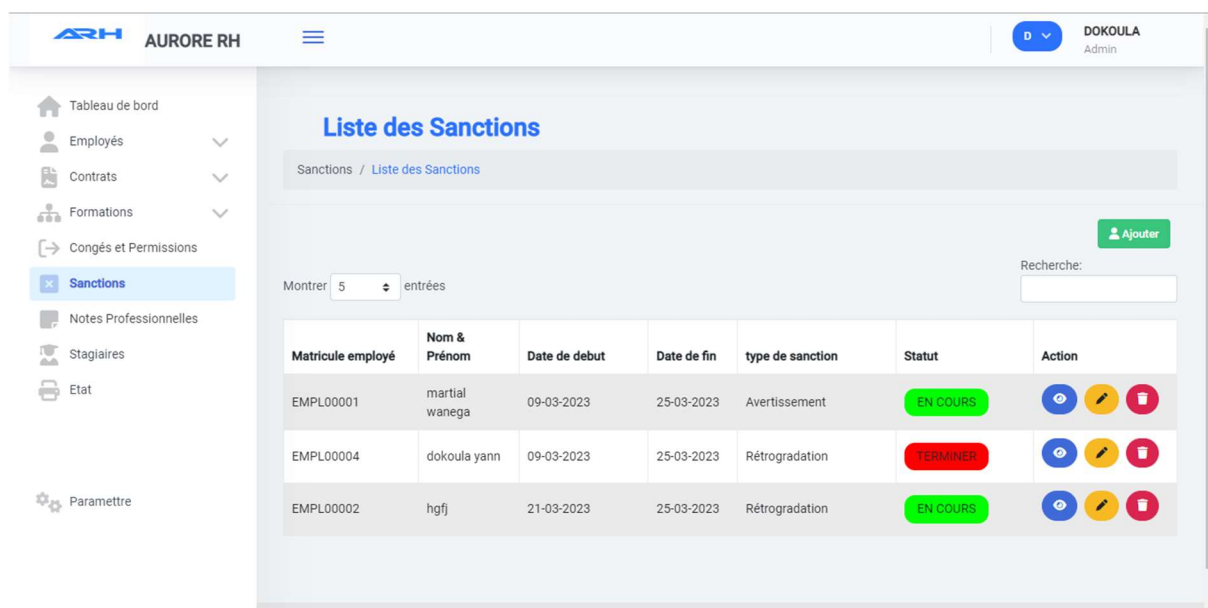 ARH AURORE RH
D DOKOULA
Admin
Tableau de bord
Employés
Contrats
Formations
Congés et Permissions
Sanctions
Notes Professionnelles
Stagiaires
Etat
Paramettre
Liste des Sanctions
Sanctions / Liste des Sanctions
Ajouter
Montrer 5 entrées
Recherche:
Matricule employé Nom & Prénom Date de debut Date de fin type de sanction Statut Action
EMPL00001 martial wanega 09-03-2023 25-03-2023 Avertissement EN COURS
EMPL00004 dokoula yann 09-03-2023 25-03-2023 Rétrogradation TERMINER
EMPL00002 hgfj 21-03-2023 25-03-2023 Rétrogradation EN COURS